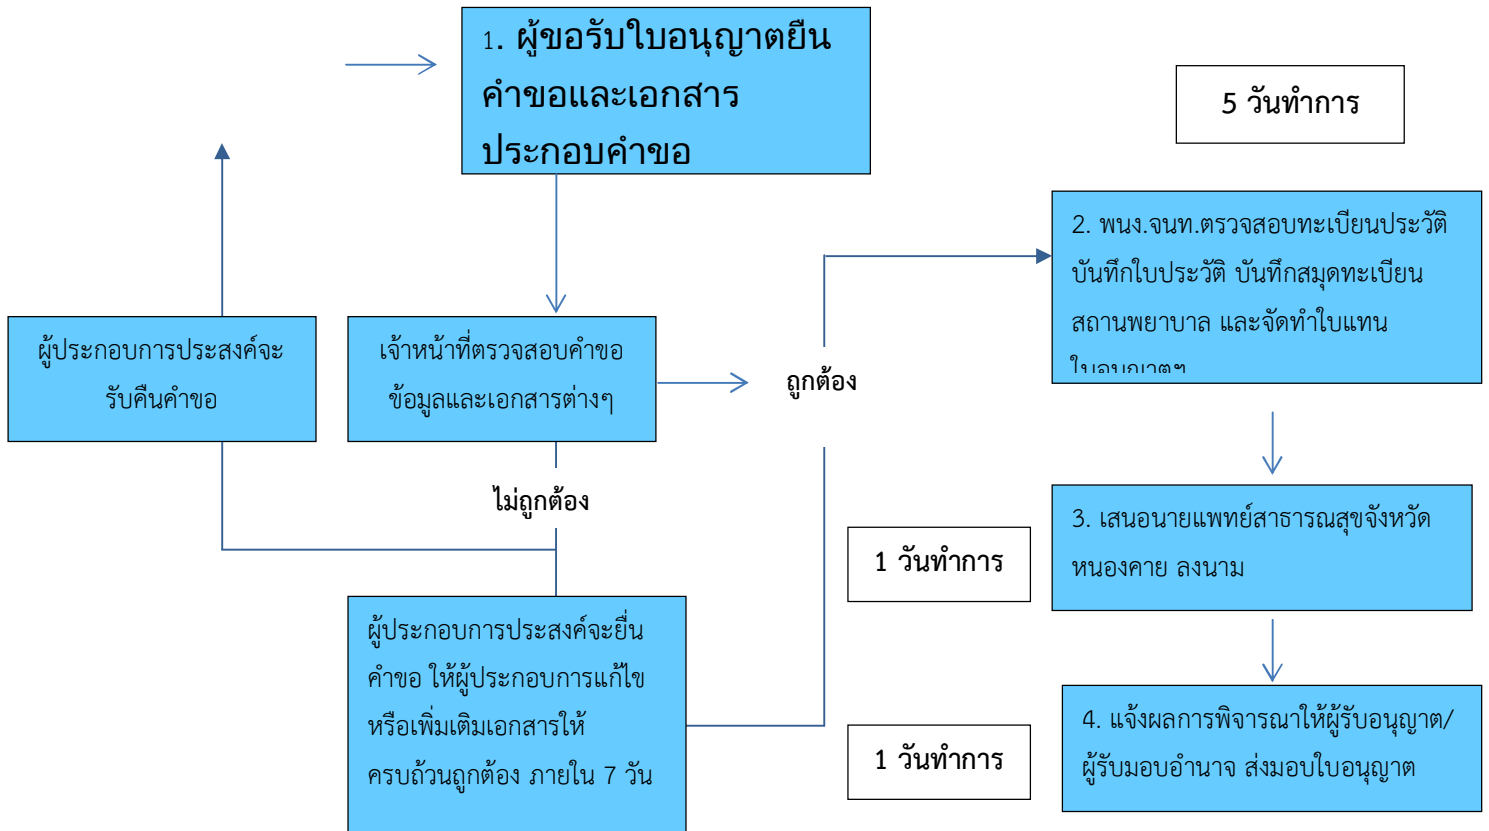 1. ผู้ขอรับใบอนุญาตยืน
คำขอและเอกสาร
ประกอบคำขอ
5 วันทำการ
2. พนง.จนท.ตรวจสอบทะเบียนประวัติ
บันทึกใบประวัติ บันทึกสมุดทะเบียน
สถานพยาบาล และจัดทำใบแทน
ใบอนุญาตฯ
ผู้ประกอบการประสงค์จะ
รับคืนคำขอ
เจ้าหน้าที่ตรวจสอบคำขอ
ข้อมูลและเอกสารต่างๆ
ถูกต้อง
ไม่ถูกต้อง
1 วันทำการ
3. เสนอนายแพทย์สาธารณสุขจังหวัด
หนองคาย ลงนาม
ผู้ประกอบการประสงค์จะยื่น
คำขอ ให้ผู้ประกอบการแก้ไข
หรือเพิ่มเติมเอกสารให้
ครบถ้วนถูกต้อง ภายใน 7 วัน
1 วันทำการ
4. แจ้งผลการพิจารณาให้ผู้รับอนุญาต/
ผู้รับมอบอำนาจ ส่งมอบใบอนุญาต